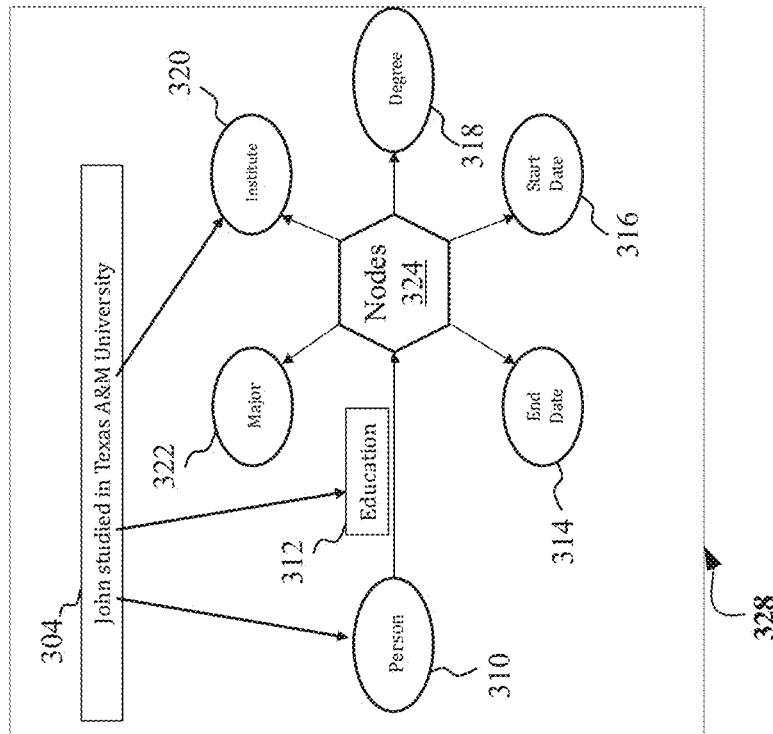 304
John studied in Texas A&M University
320
Institute
322
Major
Degree
318
Nodes
324
312
Education
Person
310
End
Date
314
Start
Date
316
328